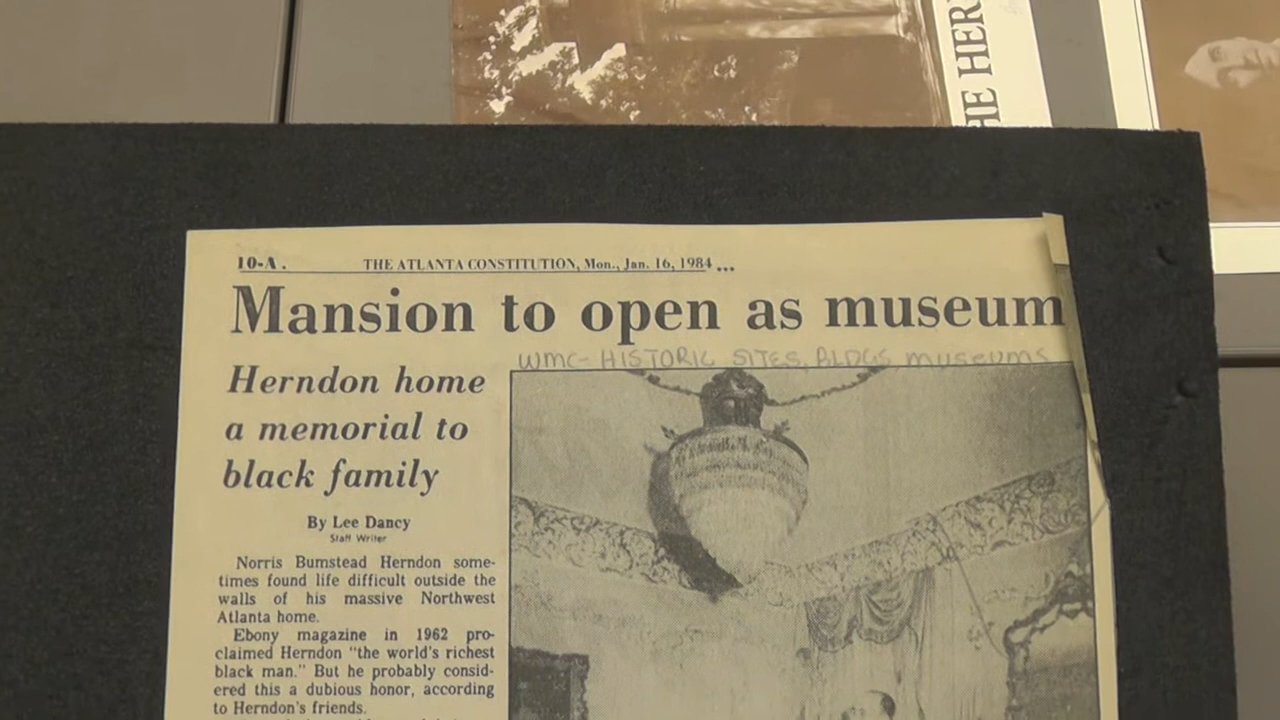 THE HER
10-A.
THE ATLANTA CONSTITUTION, Mon., Jan. 16, 1984 ...
Mansion to open as museum
WMC- HISTORIC SITES, BLDGS, museums
Herndon home
a memorial to
black family
By Lee Dancy
Staff Writer
Norris Bumstead Herndon some-
times found life difficult outside the
walls of his massive Northwest
Atlanta home.
Ebony magazine in 1962 pro-
claimed Herndon "the world's richest
black man." But he probably consid-
ered this a dubious honor, according
to Herndon's friends.